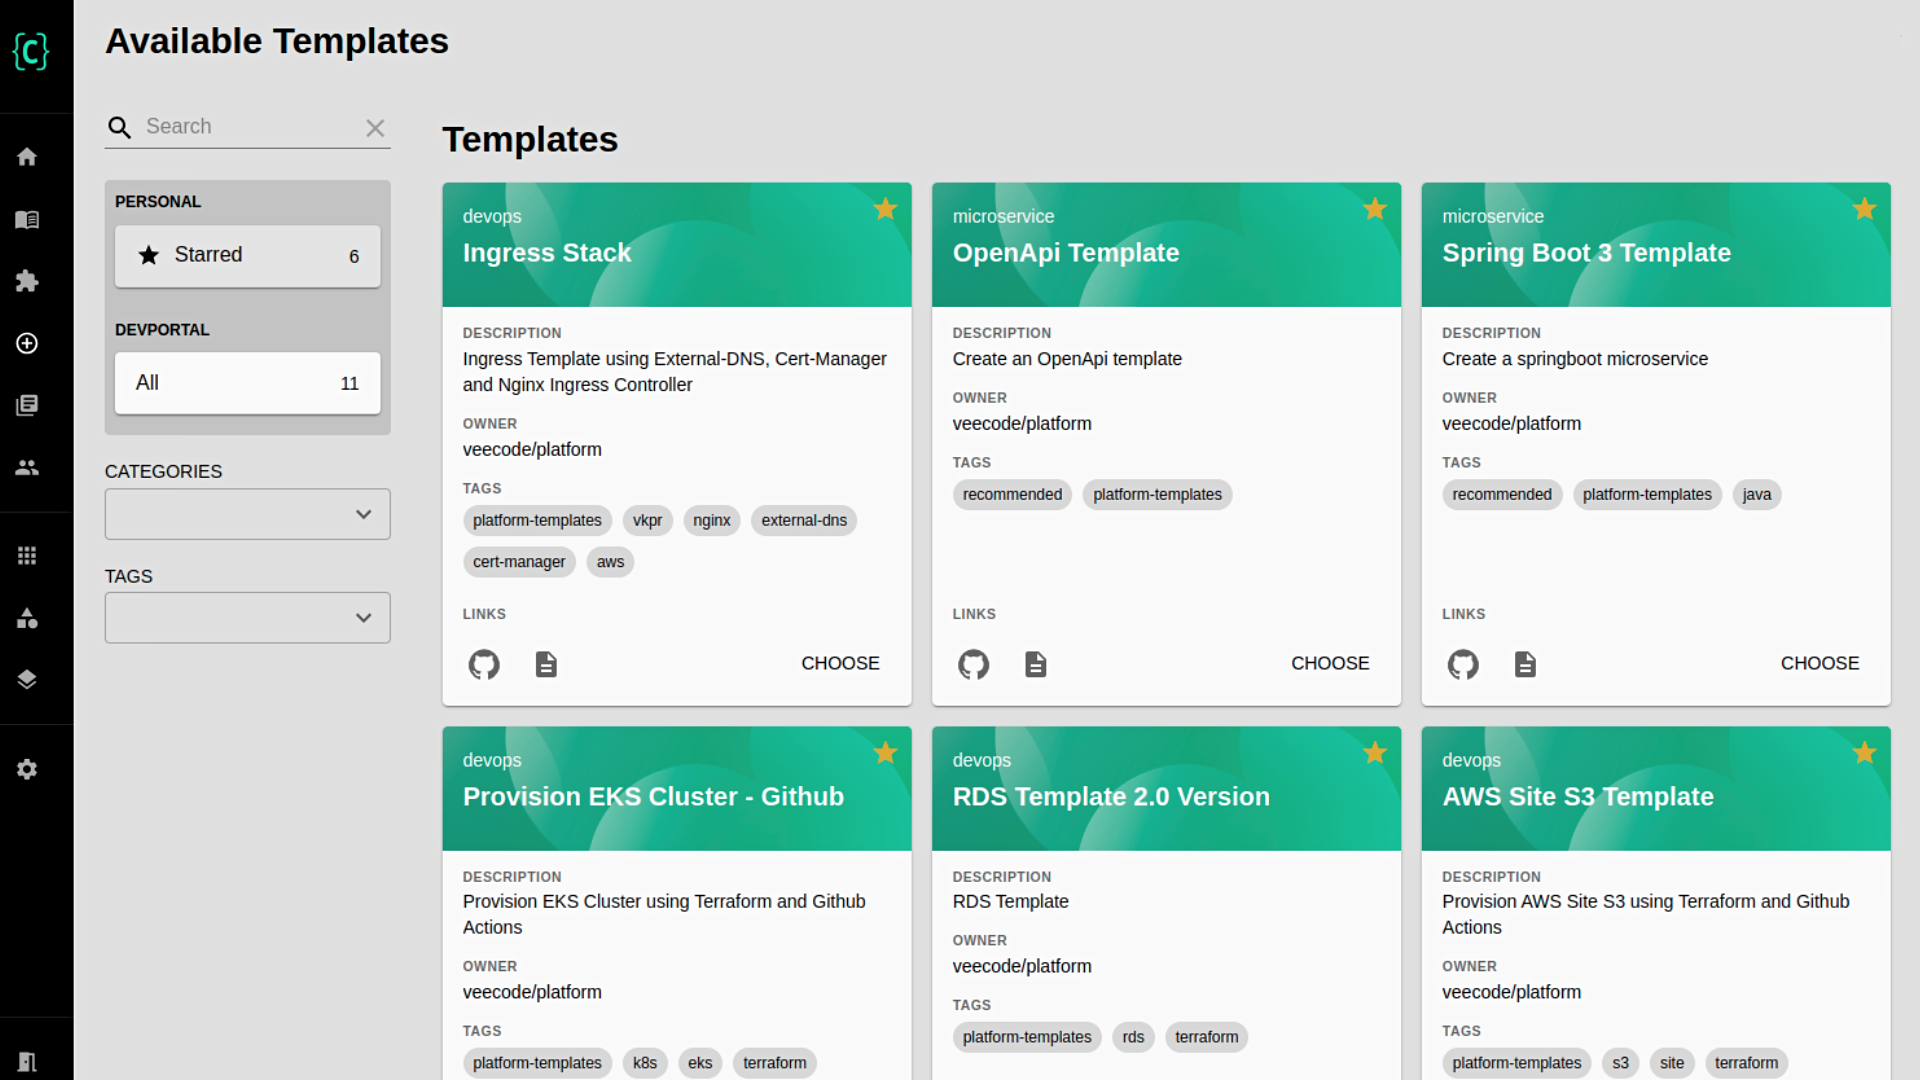 {C}
Available Templates
Search
PERSONAL
Starred 6
DEVPORTAL
All 11
CATEGORIES
TAGS
Templates
devops
Ingress Stack
DESCRIPTION
Ingress Template using External-DNS, Cert-Manager
and Nginx Ingress Controller
OWNER
veecode/platform
TAGS
platform-templates vkpr nginx external-dns
cert-manager aws
LINKS
CHOOSE
microservice
OpenApi Template
DESCRIPTION
Create an OpenApi template
OWNER
veecode/platform
TAGS
recommended platform-templates
LINKS
CHOOSE
microservice
Spring Boot 3 Template
DESCRIPTION
Create a springboot microservice
OWNER
veecode/platform
TAGS
recommended platform-templates java
LINKS
CHOOSE
devops
Provision EKS Cluster - Github
DESCRIPTION
Provision EKS Cluster using Terraform and Github
Actions
OWNER
veecode/platform
TAGS
platform-templates k8s eks terraform
devops
RDS Template 2.0 Version
DESCRIPTION
RDS Template
OWNER
veecode/platform
TAGS
platform-templates rds terraform
devops
AWS Site S3 Template
DESCRIPTION
Provision AWS Site S3 using Terraform and Github
Actions
OWNER
veecode/platform
TAGS
platform-templates s3 site terraform